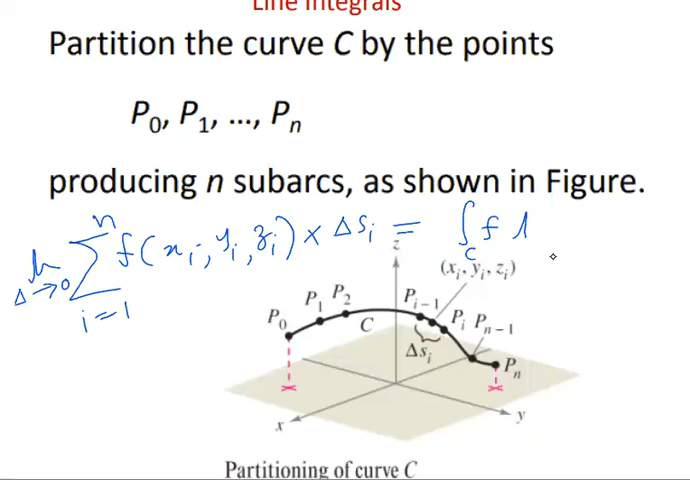 Line Integrals
Partition the curve C by the points
P₀, P₁, ..., Pₙ
producing n subarcs, as shown in Figure.
lim Δ→0 ∑ i=1 n f(xᵢ, yᵢ, zᵢ) × Δsᵢ = ∫ C f
z
(xᵢ, yᵢ, zᵢ)
P₀ P₁ P₂ C Pᵢ₋₁ Pᵢ Pₙ₋₁
Δsᵢ
Pₙ
x y
Partitioning of curve C